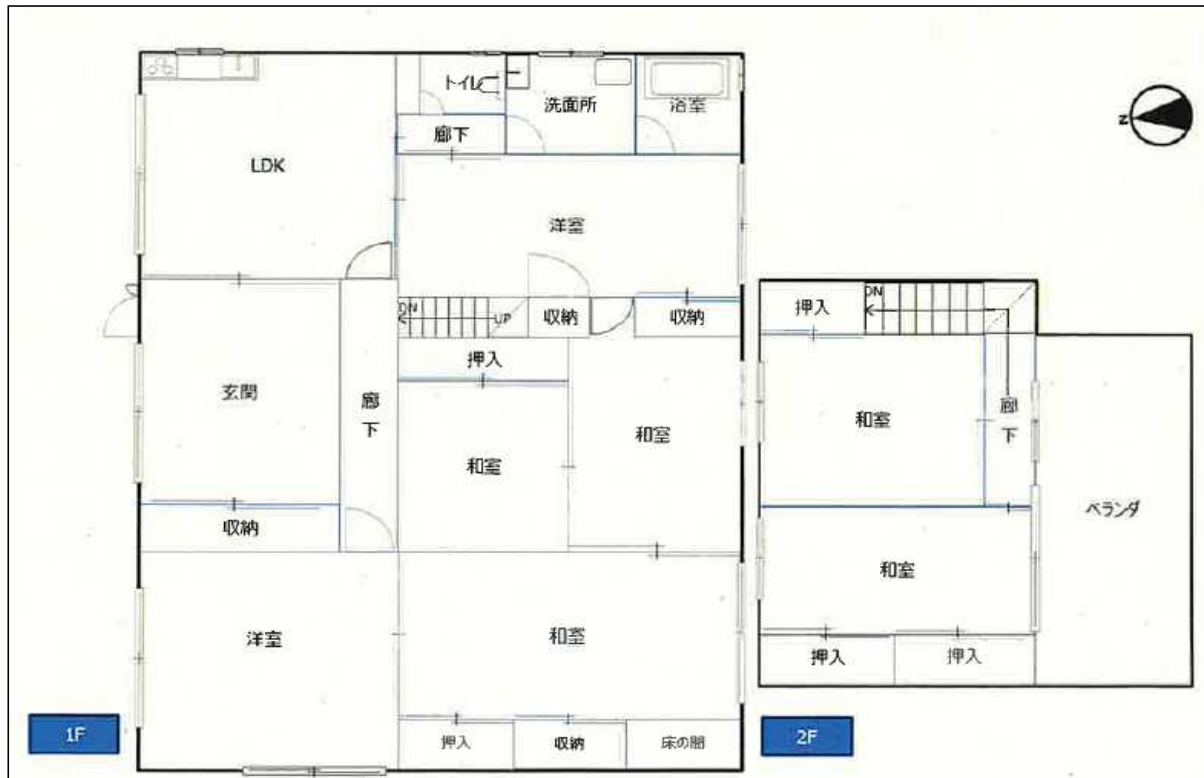 トイレ
洗面所
浴室
廊下
LDK
N
洋室
DN
UP
収納
収納
押入
玄関
廊下
和室
和室
収納
洋室
和室
押入
収納
床の間
1F
押入
DN
和室
廊下
ベランダ
和室
押入
押入
2F